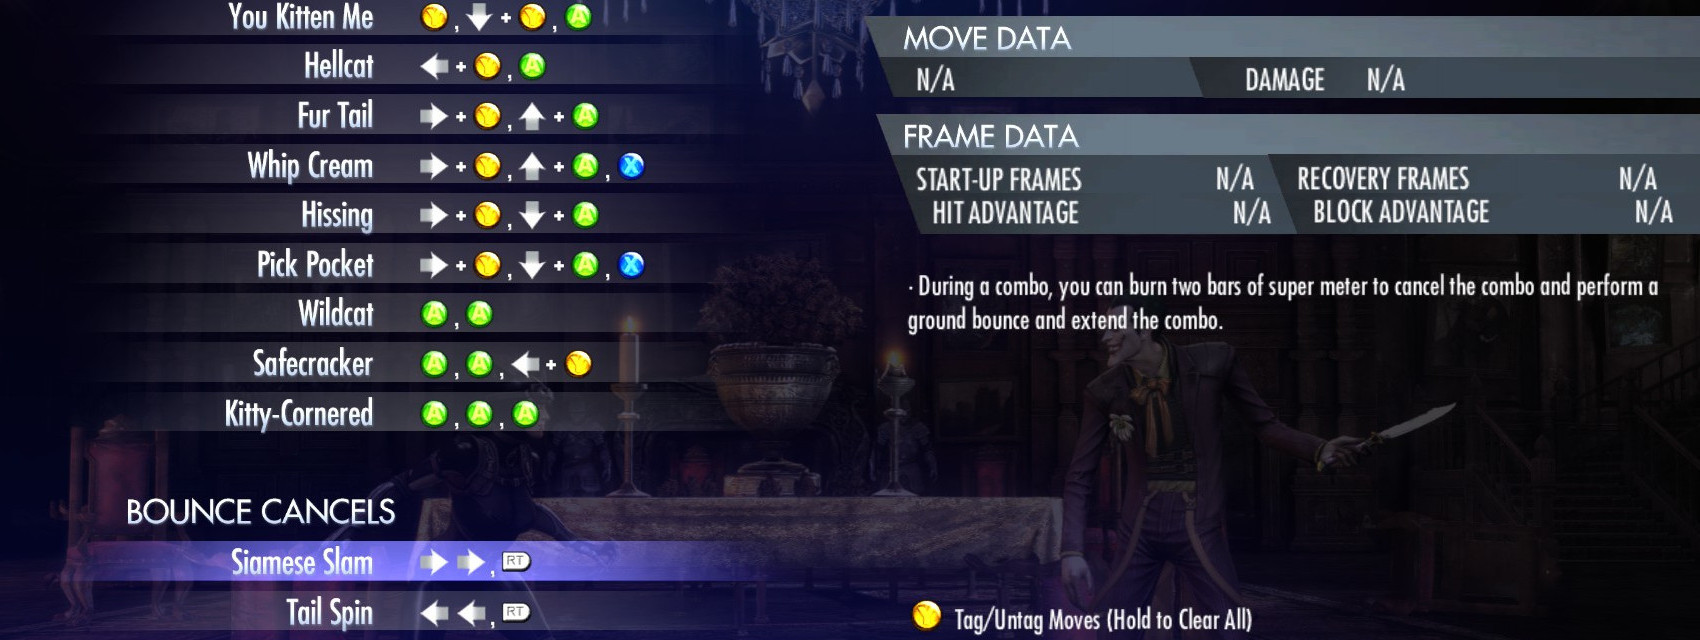 You Kitten Me Y , + Y , A
Hellcat + Y , A
Fur Tail + Y , + A
Whip Cream + Y , + A , X
Hissing + Y , + A
Pick Pocket + Y , + A , X
Wildcat A , A
Safecracker A , A , + Y
Kitty-Cornered A , A , A
BOUNCE CANCELS
Siamese Slam , RT
Tail Spin , RT
MOVE DATA
N/A DAMAGE N/A
FRAME DATA
START-UP FRAMES N/A RECOVERY FRAMES N/A
HIT ADVANTAGE N/A BLOCK ADVANTAGE N/A
· During a combo, you can burn two bars of super meter to cancel the combo and perform a
ground bounce and extend the combo.
Y Tag/Untag Moves (Hold to Clear All)